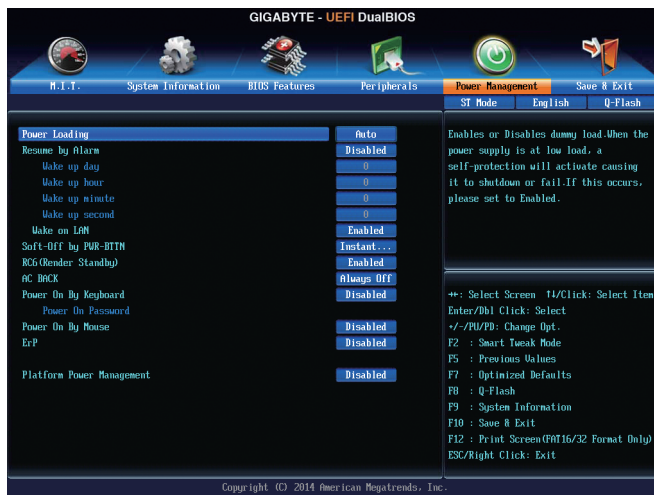 GIGABYTE - UEFI DualBIOS
M.I.T.
System Information
BIOS Features
Peripherals
Power Management
Save & Exit
ST Mode
English
Q-Flash
Power Loading Auto
Resume by Alarm Disabled
Wake up day 0
Wake up hour 0
Wake up minute 0
Wake up second 0
Wake on LAN Enabled
Soft-Off by PWR-BTTN Instant...
RC6(Render Standby) Enabled
AC BACK Always Off
Power On By Keyboard Disabled
Power On Password
Power On By Mouse Disabled
ErP Disabled
Platform Power Management Disabled
Enables or Disables dummy load.When the
power supply is at low load, a
self-protection will activate causing
it to shutdown or fail.If this occurs,
please set to Enabled.
→←: Select Screen ↑↓/Click: Select Item
Enter/Dbl Click: Select
+/-/PU/PD: Change Opt.
F2 : Smart Tweak Mode
F5 : Previous Values
F7 : Optimized Defaults
F8 : Q-Flash
F9 : System Information
F10 : Save & Exit
F12 : Print Screen(FAT16/32 Format Only)
ESC/Right Click: Exit
Copyright (C) 2014 American Megatrends, Inc.